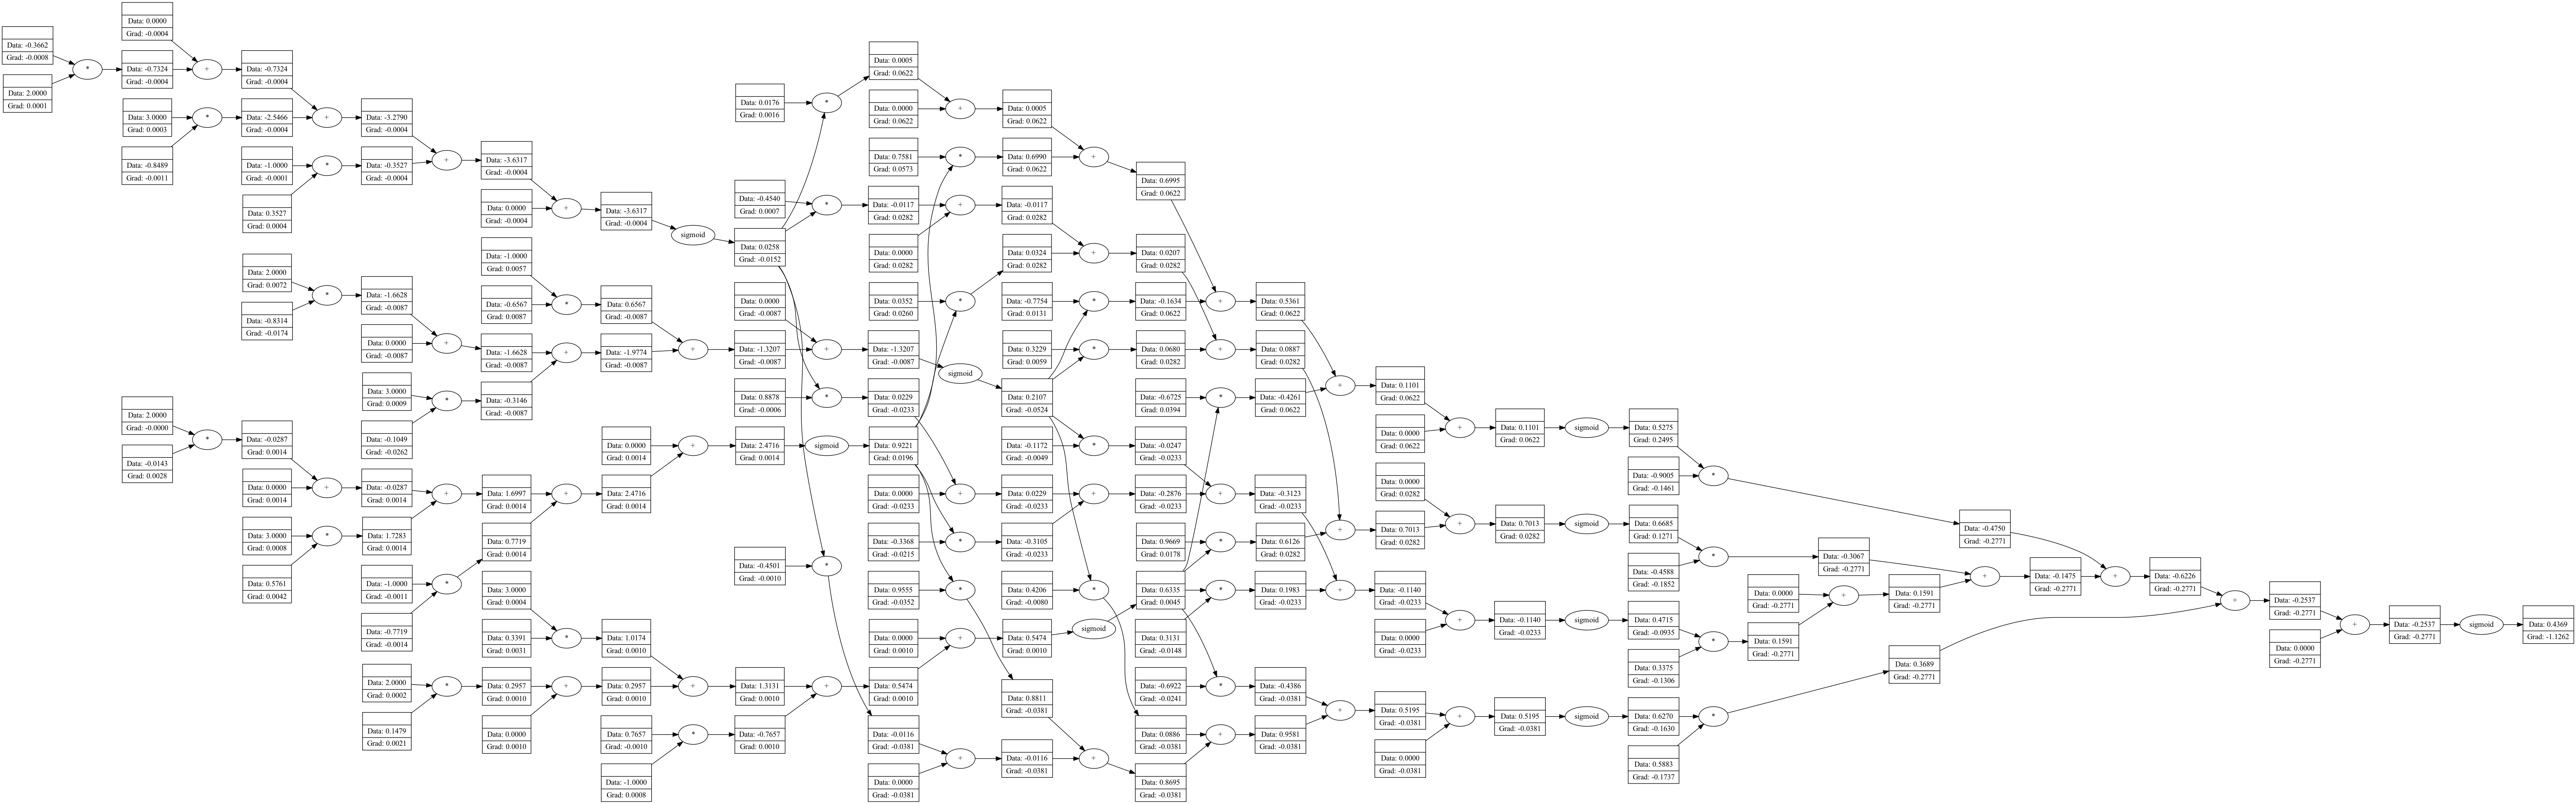 Data: -0.3662
Grad: -0.0008
Data: 2.0000
Grad: 0.0001
*
Data: 0.0000
Grad: -0.0004
Data: -0.7324
Grad: -0.0004
Data: 3.0000
Grad: 0.0003
Data: -0.8489
Grad: -0.0011
Data: 2.0000
Grad: -0.0000
Data: -0.0143
Grad: 0.0028
+
*
*
Data: -0.7324
Grad: -0.0004
Data: -2.5466
Grad: -0.0004
Data: -1.0000
Grad: -0.0001
Data: 0.3527
Grad: 0.0004
Data: 2.0000
Grad: 0.0072
Data: -0.8314
Grad: -0.0174
Data: -0.0287
Grad: 0.0014
Data: 0.0000
Grad: 0.0014
Data: 3.0000
Grad: 0.0008
Data: 0.5761
Grad: 0.0042
+
*
*
+
*
Data: -3.2790
Grad: -0.0004
Data: -0.3527
Grad: -0.0004
Data: -1.6628
Grad: -0.0087
Data: 0.0000
Grad: -0.0087
Data: 3.0000
Grad: 0.0009
Data: -0.1049
Grad: -0.0262
Data: -0.0287
Grad: 0.0014
Data: 1.7283
Grad: 0.0014
Data: -1.0000
Grad: -0.0011
Data: -0.7719
Grad: -0.0014
Data: 2.0000
Grad: 0.0002
Data: 0.1479
Grad: 0.0021
+
+
*
+
*
*
Data: -3.6317
Grad: -0.0004
Data: 0.0000
Grad: -0.0004
Data: -1.0000
Grad: 0.0057
Data: -0.6567
Grad: 0.0087
Data: -1.6628
Grad: -0.0087
Data: -0.3146
Grad: -0.0087
Data: 1.6997
Grad: 0.0014
Data: 0.7719
Grad: 0.0014
Data: 3.0000
Grad: 0.0004
Data: 0.3391
Grad: 0.0031
Data: 0.2957
Grad: 0.0010
Data: 0.0000
Grad: 0.0010
+
*
+
+
*
+
Data: -3.6317
Grad: -0.0004
Data: 0.6567
Grad: -0.0087
Data: -1.9774
Grad: -0.0087
Data: 0.0000
Grad: 0.0014
Data: 2.4716
Grad: 0.0014
Data: 1.0174
Grad: 0.0010
Data: 0.2957
Grad: 0.0010
Data: 0.7657
Grad: -0.0010
Data: -1.0000
Grad: 0.0008
sigmoid
+
+
+
*
Data: 0.0176
Grad: 0.0016
Data: -0.4540
Grad: 0.0007
Data: 0.0258
Grad: -0.0152
Data: 0.0000
Grad: -0.0087
Data: -1.3207
Grad: -0.0087
Data: 0.8878
Grad: -0.0006
Data: 2.4716
Grad: 0.0014
Data: -0.4501
Grad: -0.0010
Data: 1.3131
Grad: 0.0010
Data: -0.7657
Grad: 0.0010
*
*
+
*
sigmoid
*
+
Data: 0.0005
Grad: 0.0622
Data: 0.0000
Grad: 0.0622
Data: 0.7581
Grad: 0.0573
Data: -0.0117
Grad: 0.0282
Data: 0.0000
Grad: 0.0282
Data: 0.0352
Grad: 0.0260
Data: -1.3207
Grad: -0.0087
Data: 0.0229
Grad: -0.0233
Data: 0.9221
Grad: 0.0196
Data: 0.0000
Grad: -0.0233
Data: -0.3368
Grad: -0.0215
Data: 0.9555
Grad: -0.0352
Data: 0.0000
Grad: 0.0010
Data: 0.5474
Grad: 0.0010
Data: -0.0116
Grad: -0.0381
Data: 0.0000
Grad: -0.0381
+
*
+
*
sigmoid
+
*
*
+
+
Data: 0.0005
Grad: 0.0622
Data: 0.6990
Grad: 0.0622
Data: -0.0117
Grad: 0.0282
Data: 0.0324
Grad: 0.0282
Data: -0.7754
Grad: 0.0131
Data: 0.3229
Grad: 0.0059
Data: 0.2107
Grad: -0.0524
Data: -0.1172
Grad: -0.0049
Data: 0.0229
Grad: -0.0233
Data: -0.3105
Grad: -0.0233
Data: 0.4206
Grad: -0.0080
Data: 0.5474
Grad: 0.0010
Data: 0.8811
Grad: -0.0381
Data: -0.0116
Grad: -0.0381
+
+
*
*
*
+
*
sigmoid
+
Data: 0.6995
Grad: 0.0622
Data: 0.0207
Grad: 0.0282
Data: -0.1634
Grad: 0.0622
Data: 0.0680
Grad: 0.0282
Data: -0.6725
Grad: 0.0394
Data: -0.0247
Grad: -0.0233
Data: -0.2876
Grad: -0.0233
Data: 0.9669
Grad: 0.0178
Data: 0.6335
Grad: 0.0045
Data: 0.3131
Grad: -0.0148
Data: -0.6922
Grad: -0.0241
Data: 0.0886
Grad: -0.0381
Data: 0.8695
Grad: -0.0381
+
+
*
+
*
*
*
+
Data: 0.5361
Grad: 0.0622
Data: 0.0887
Grad: 0.0282
Data: -0.4261
Grad: 0.0622
Data: -0.3123
Grad: -0.0233
Data: 0.6126
Grad: 0.0282
Data: 0.1983
Grad: -0.0233
Data: -0.4386
Grad: -0.0381
Data: 0.9581
Grad: -0.0381
+
+
+
+
Data: 0.1101
Grad: 0.0622
Data: 0.0000
Grad: 0.0622
Data: 0.0000
Grad: 0.0282
Data: 0.7013
Grad: 0.0282
Data: -0.1140
Grad: -0.0233
Data: 0.0000
Grad: -0.0233
Data: 0.5195
Grad: -0.0381
Data: 0.0000
Grad: -0.0381
+
+
+
+
Data: 0.1101
Grad: 0.0622
Data: 0.7013
Grad: 0.0282
Data: -0.1140
Grad: -0.0233
Data: 0.5195
Grad: -0.0381
sigmoid
sigmoid
sigmoid
sigmoid
Data: 0.5275
Grad: 0.2495
Data: -0.9005
Grad: -0.1461
Data: 0.6685
Grad: 0.1271
Data: -0.4588
Grad: -0.1852
Data: 0.4715
Grad: -0.0935
Data: 0.3375
Grad: -0.1306
Data: 0.6270
Grad: -0.1630
Data: 0.5883
Grad: -0.1737
*
*
*
*
Data: 0.0000
Grad: -0.2771
Data: 0.1591
Grad: -0.2771
Data: -0.3067
Grad: -0.2771
+
Data: 0.1591
Grad: -0.2771
Data: 0.3689
Grad: -0.2771
Data: -0.4750
Grad: -0.2771
+
Data: -0.1475
Grad: -0.2771
+
Data: -0.6226
Grad: -0.2771
+
Data: -0.2537
Grad: -0.2771
Data: 0.0000
Grad: -0.2771
+
Data: -0.2537
Grad: -0.2771
sigmoid
Data: 0.4369
Grad: -1.1262